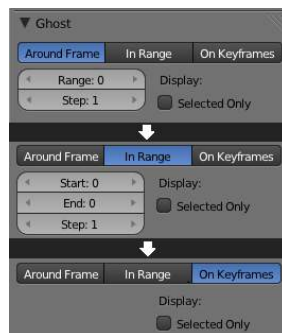 Ghost
Around Frame In Range On Keyframes
Range: 0 Display:
Step: 1 Selected Only
Around Frame In Range On Keyframes
Start: 0 Display:
End: 0 Selected Only
Step: 1
Around Frame In Range On Keyframes
Display:
Selected Only